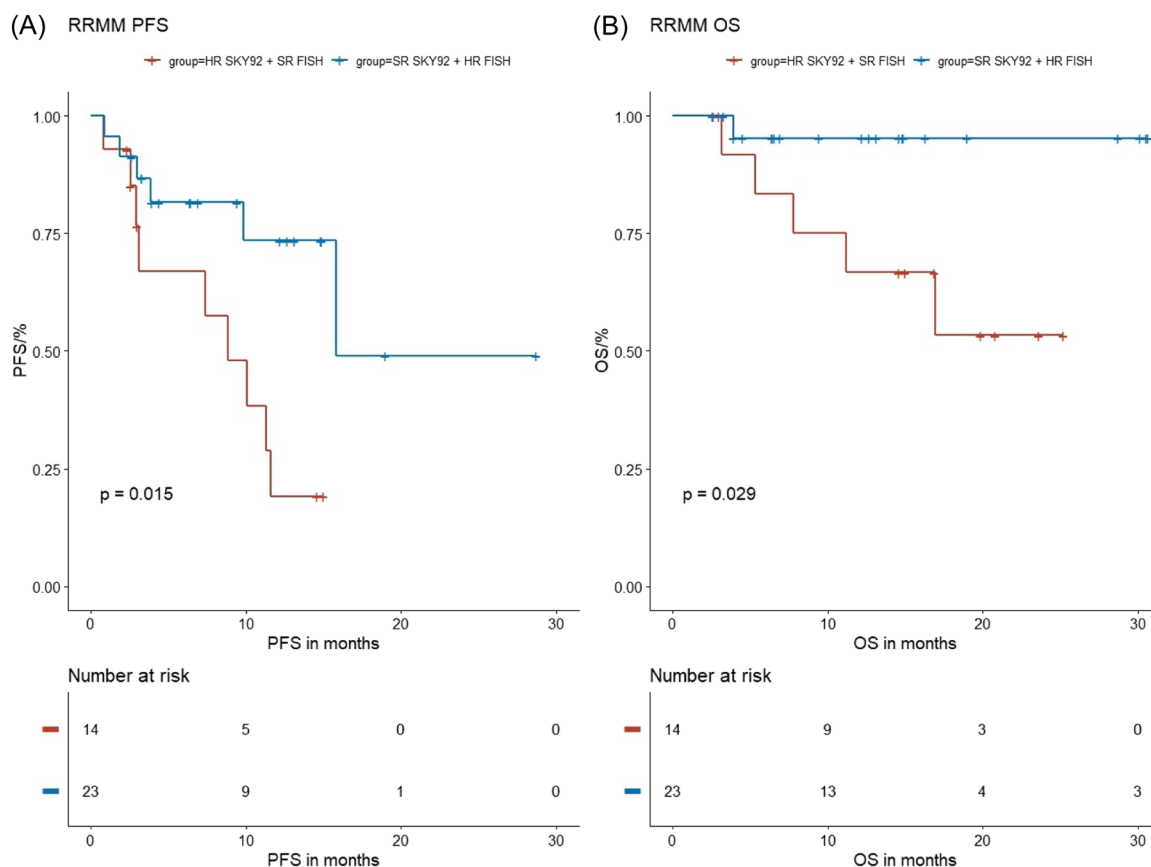 (A) RRMM PFS
group=HR SKY92 + SR FISH group=SR SKY92 + HR FISH
1.00
0.75
0.50
0.25
0.00
PFS/%
p = 0.015
0 10 20 30
PFS in months
Number at risk
14 5 0 0
23 9 1 0
0 10 20 30
PFS in months
(B) RRMM OS
group=HR SKY92 + SR FISH group=SR SKY92 + HR FISH
1.00
0.75
0.50
0.25
0.00
OS/%
p = 0.029
0 10 20 30
OS in months
Number at risk
14 9 3 0
23 13 4 3
0 10 20 30
OS in months